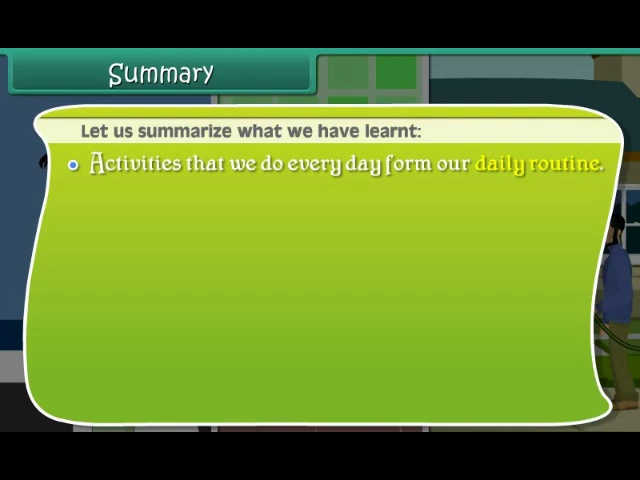 Summary
Let us summarize what we have learnt:
Activities that we do every day form our daily routine.